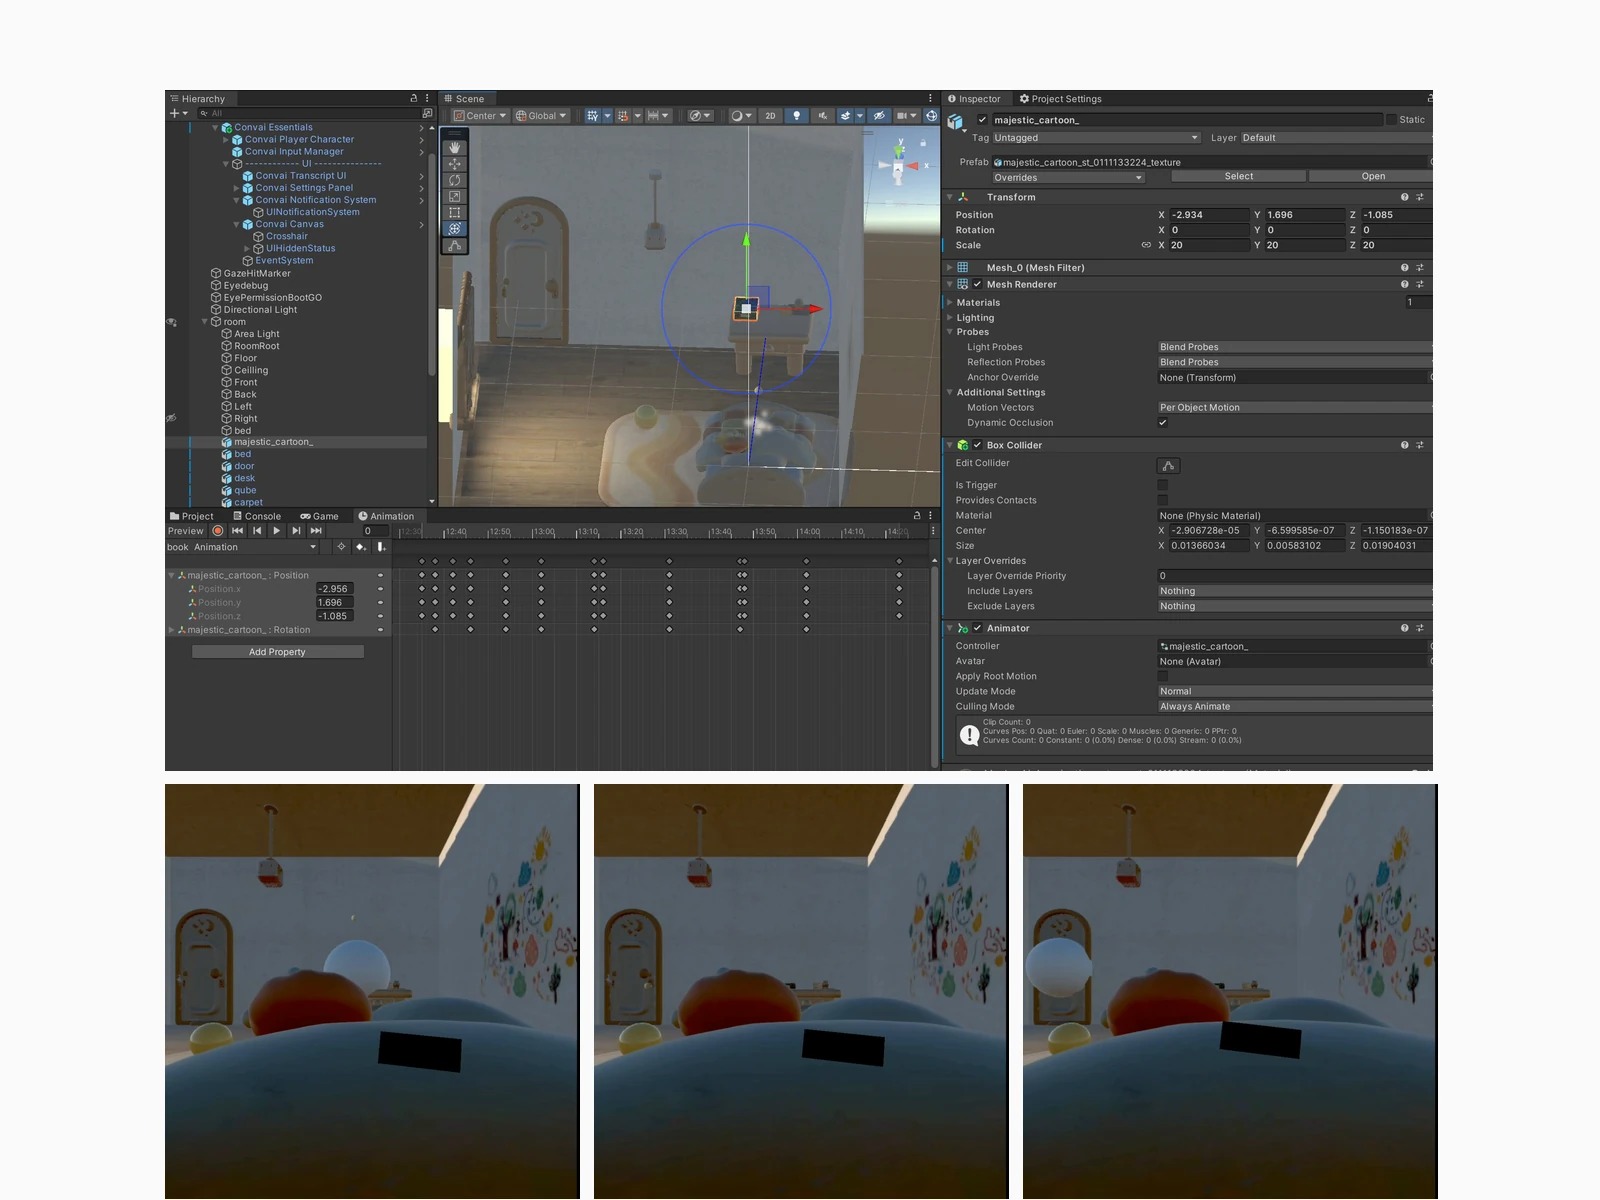 Hierarchy
All
Convai Essentials
Convai Player Character
Convai Input Manager
------------ UI ---------------
Convai Transcript UI
Convai Settings Panel
Convai Notification System
UINotificationSystem
Convai Canvas
Crosshair
UIHiddenStatus
EventSystem
GazeHitMarker
Eyedebug
EyePermissionBootGO
Directional Light
room
Area Light
RoomRoot
Floor
Ceilling
Front
Back
Left
Right
bed
majestic_cartoon_
bed
door
desk
qube
carpet
Scene
Center Global 2D
y
z
x
Inspector Project Settings
majestic_cartoon_ Static
Tag Untagged Layer Default
Prefab majestic_cartoon_st_0111133224_texture
Overrides Select Open
Transform
Position X -2.934 Y 1.696 Z -1.085
Rotation X 0 Y 0 Z 0
Scale X 20 Y 20 Z 20
Mesh_0 (Mesh Filter)
Mesh Renderer
Materials 1
Lighting
Probes
Light Probes Blend Probes
Reflection Probes Blend Probes
Anchor Override None (Transform)
Additional Settings
Motion Vectors Per Object Motion
Dynamic Occlusion
Box Collider
Edit Collider
Is Trigger
Provides Contacts
Material None (Physic Material)
Center X -2.906728e-05 Y -6.599585e-07 Z -1.150183e-07
Size X 0.01366034 Y 0.00583102 Z 0.01904031
Layer Overrides
Layer Override Priority 0
Include Layers Nothing
Exclude Layers Nothing
Animator
Controller majestic_cartoon_
Avatar None (Avatar)
Apply Root Motion
Update Mode Normal
Culling Mode Always Animate
Clip Count: 0
Curves Pos: 0 Quat: 0 Euler: 0 Scale: 0 Muscles: 0 Generic: 0 PPtr: 0
Curves Count: 0 Constant: 0 (0.0%) Dense: 0 (0.0%) Stream: 0 (0.0%)
Project Console Game Animation
Preview 0 12:30 12:40 12:50 13:00 13:10 13:20 13:30 13:40 13:50 14:00 14:10 14:20
book Animation
majestic_cartoon_ : Position
Position.x -2.956
Position.y 1.696
Position.z -1.085
majestic_cartoon_ : Rotation
Add Property